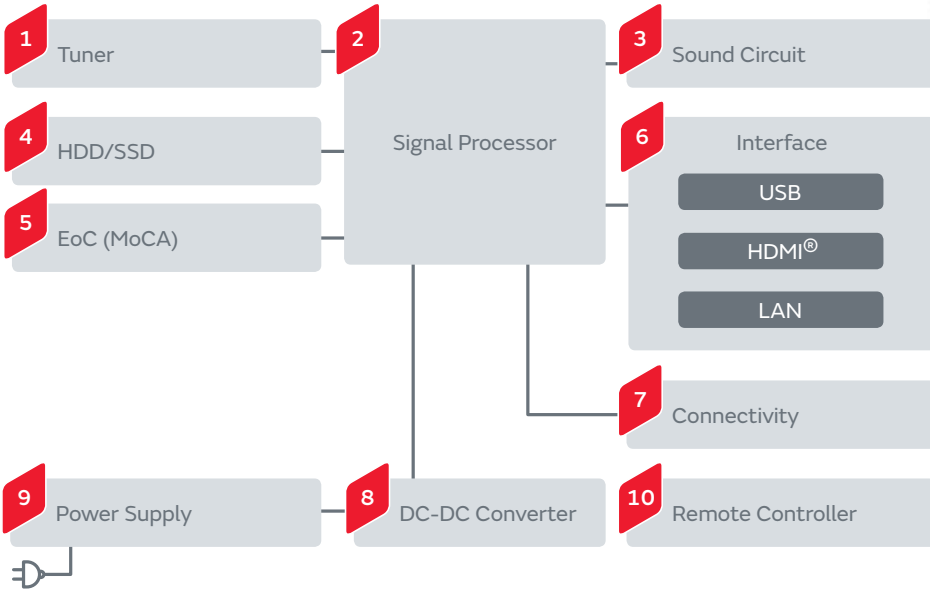 1
Tuner
2
Signal Processor
3
Sound Circuit
4
HDD/SSD
5
EoC (MoCA)
6
Interface
USB
HDMI®
LAN
7
Connectivity
9
Power Supply
8
DC-DC Converter
10
Remote Controller